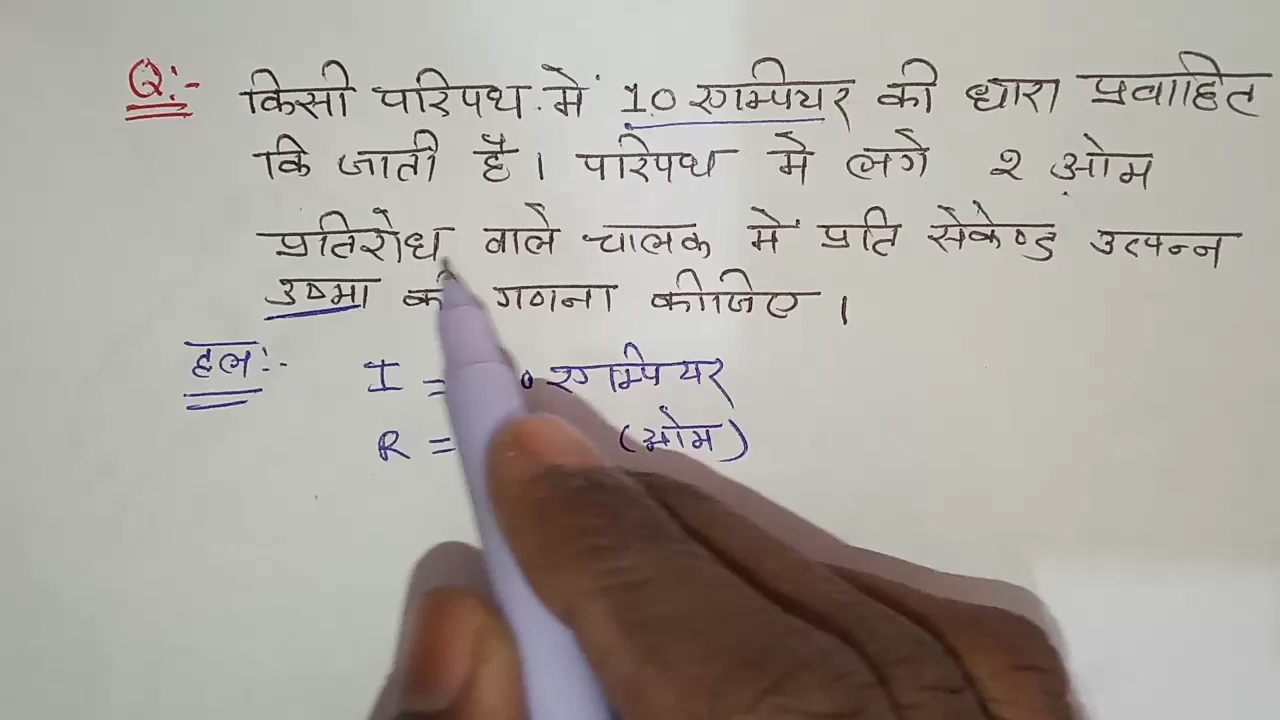 Q:- किसी परिपथ में 10 एम्पियर की धारा प्रवाहित
कि जाती है। परिपथ मे लगे 2 ओम
प्रतिरोध वाले चालक में प्रति सेकेण्ड उत्पन्न
उष्मा गणना कीजिए।
हल:- I = एम्पियर
R = (ओम)